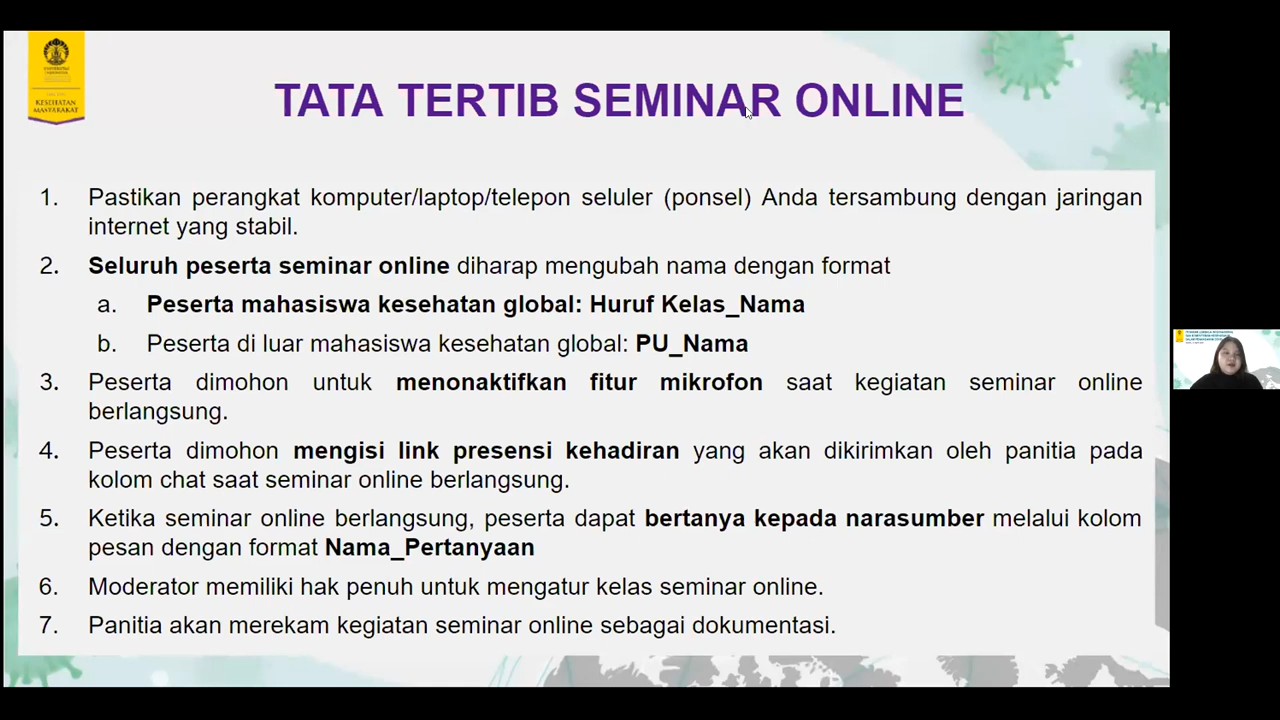 UNIVERSITAS
INDONESIA
KESEHATAN
MASYARAKAT
TATA TERTIB SEMINAR ONLINE
1. Pastikan perangkat komputer/laptop/telepon seluler (ponsel) Anda tersambung dengan jaringan
internet yang stabil.
2. Seluruh peserta seminar online diharap mengubah nama dengan format
a. Peserta mahasiswa kesehatan global: Huruf Kelas_Nama
b. Peserta di luar mahasiswa kesehatan global: PU_Nama
3. Peserta dimohon untuk menonaktifkan fitur mikrofon saat kegiatan seminar online
berlangsung.
4. Peserta dimohon mengisi link presensi kehadiran yang akan dikirimkan oleh panitia pada
kolom chat saat seminar online berlangsung.
5. Ketika seminar online berlangsung, peserta dapat bertanya kepada narasumber melalui kolom
pesan dengan format Nama_Pertanyaan
6. Moderator memiliki hak penuh untuk mengatur kelas seminar online.
7. Panitia akan merekam kegiatan seminar online sebagai dokumentasi.